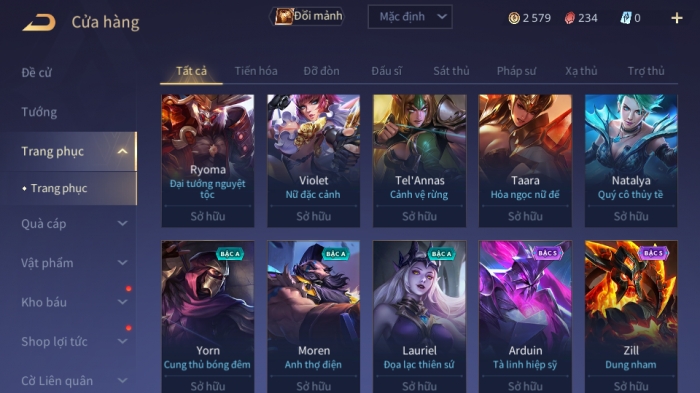 Cửa hàng
Đổi mảnh
Mặc định
2 579
234
0
Đề cử
Tướng
Trang phục
Trang phục
Quà cáp
Vật phẩm
Kho báu
Shop lợi tức
Cờ Liên quân
Tất cả
Tiến hóa
Đỡ đòn
Đấu sĩ
Sát thủ
Pháp sư
Xạ thủ
Trợ thủ
Ryoma
Đại tướng nguyệt
tộc
Sở hữu
Violet
Nữ đặc cảnh
Sở hữu
Tel'Annas
Cảnh vệ rừng
Sở hữu
Taara
Hỏa ngọc nữ đế
Sở hữu
Natalya
Quý cô thủy tề
Sở hữu
BẬC A
Yorn
Cung thủ bóng đêm
Sở hữu
BẬC A
Moren
Anh thợ điện
Sở hữu
BẬC A
Lauriel
Đọa lạc thiên sứ
Sở hữu
BẬC S
Arduin
Tà linh hiệp sỹ
Sở hữu
BẬC S
Zill
Dung nham
Sở hữu